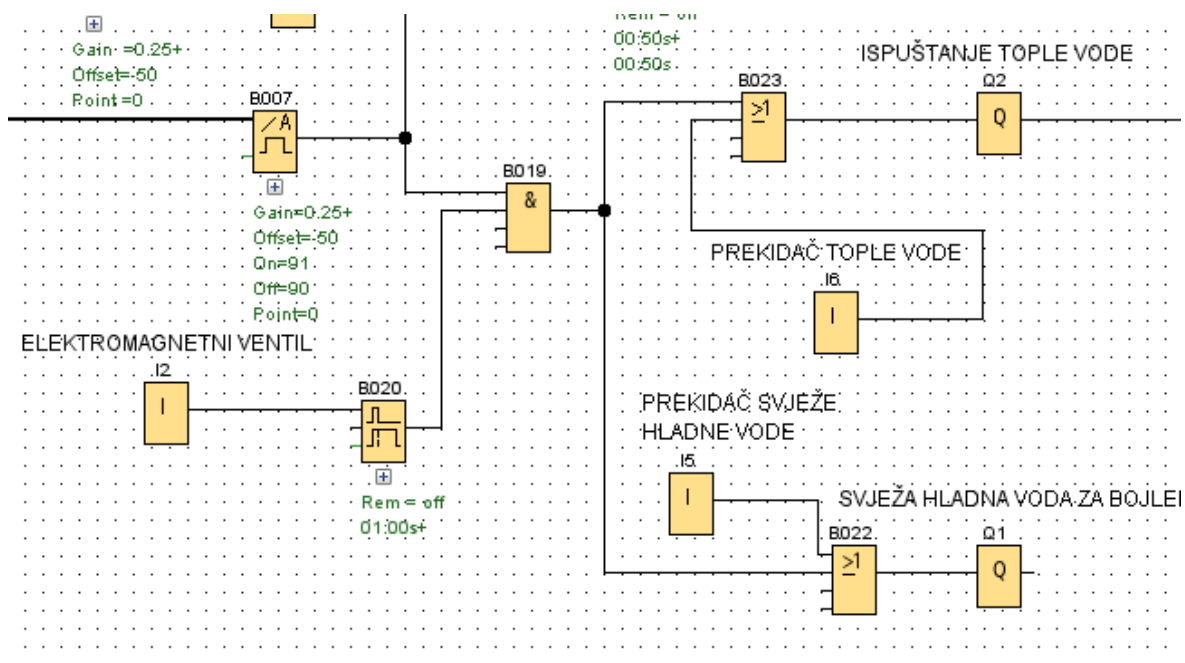 Gain =0.25+
Offset=-50
Point =0
B007
/A
Gain=0.25+
Offset=-50
On=91
Off=90
Point=0
B019
&
Rem = off
00:50s+
00:50s
ISPUŠTANJE TOPLE VODE
B023
≥1
Q2
Q
PREKIDAČ TOPLE VODE
I6
I
ELEKTROMAGNETNI VENTIL
I2
I
B020
Rem = off
01:00s+
PREKIDAČ SVJEŽE
HLADNE VODE
I5
I
SVJEŽA HLADNA VODA ZA BOJLE
B022
≥1
Q1
Q